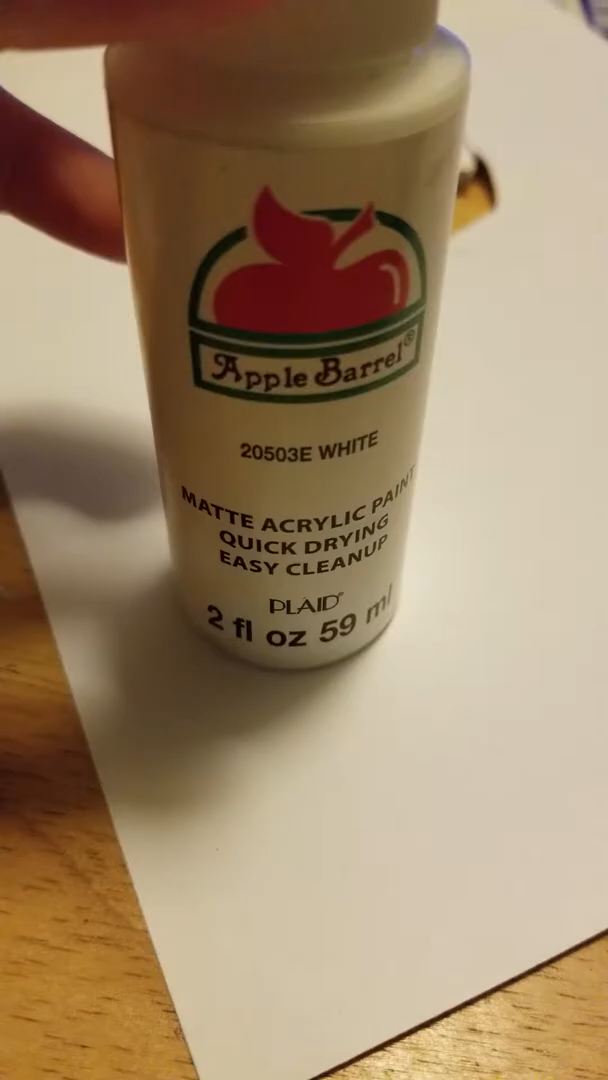 Apple Barrel®
20503E WHITE
MATTE ACRYLIC PAINT
QUICK DRYING
EASY CLEANUP
PLAID®
2 fl oz 59 ml